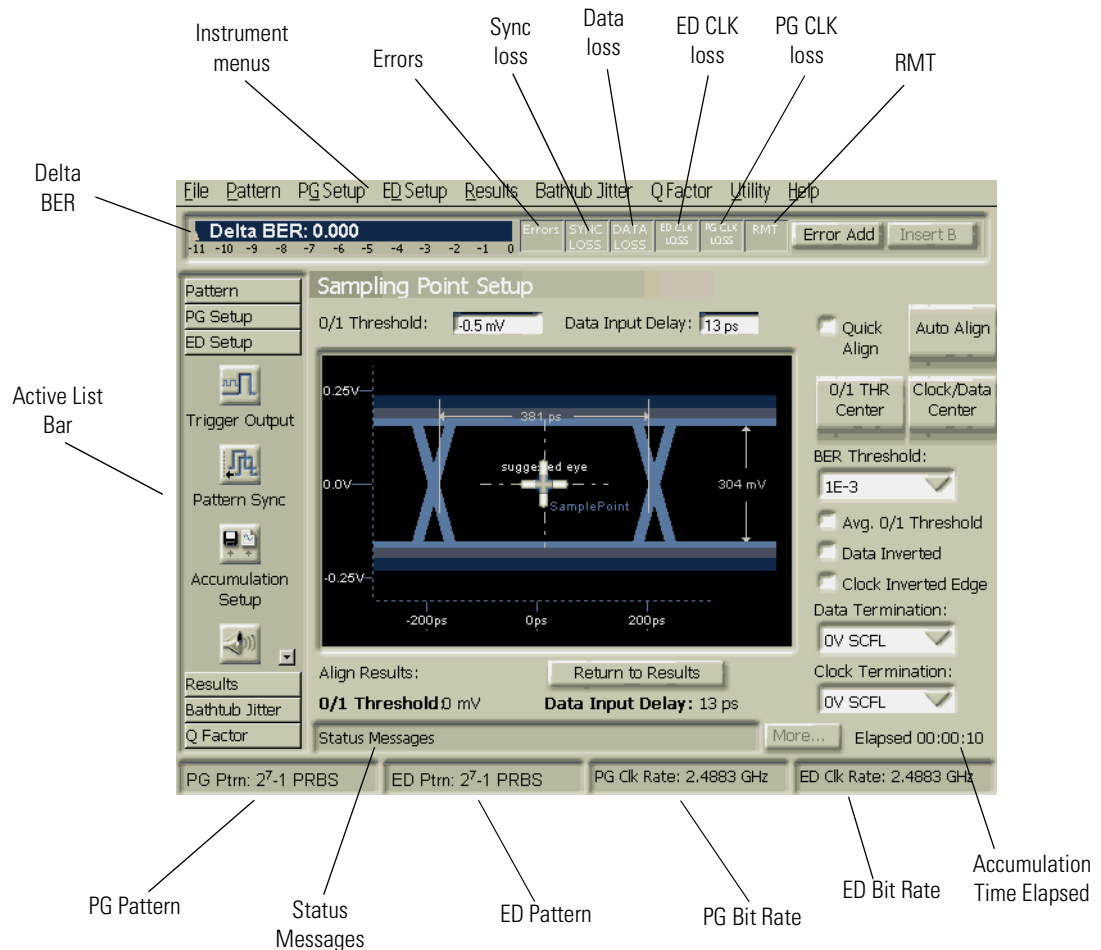 Instrument
menus
Errors
Sync
loss
Data
loss
ED CLK
loss
PG CLK
loss
RMT
Delta
BER
File Pattern PG Setup ED Setup Results Bathtub Jitter Q Factor Utility Help
Delta BER: 0.000
-11 -10 -9 -8 -7 -6 -5 -4 -3 -2 -1 0
Errors
SYNC
LOSS
DATA
LOSS
ED CLK
LOSS
PG CLK
LOSS
RMT
Error Add
Insert B
Active List
Bar
Pattern
PG Setup
ED Setup
Trigger Output
Pattern Sync
Accumulation
Setup
Results
Bathtub Jitter
Q Factor
Sampling Point Setup
0/1 Threshold: -0.5 mV Data Input Delay: 13 ps
0.25V
0.0V
-0.25V
381 ps
suggested eye
SamplePoint
304 mV
-200ps 0ps 200ps
Quick
Align
Auto Align
0/1 THR
Center
Clock/Data
Center
BER Threshold:
1E-3
Avg. 0/1 Threshold
Data Inverted
Clock Inverted Edge
Data Termination:
0V SCFL
Clock Termination:
0V SCFL
Align Results:
Return to Results
0/1 Threshold:0 mV Data Input Delay: 13 ps
Status Messages
More...
Elapsed 00:00:10
PG Ptrn: 2⁷-1 PRBS
ED Ptrn: 2⁷-1 PRBS
PG Clk Rate: 2.4883 GHz
ED Clk Rate: 2.4883 GHz
PG Pattern
Status
Messages
ED Pattern
PG Bit Rate
ED Bit Rate
Accumulation
Time Elapsed